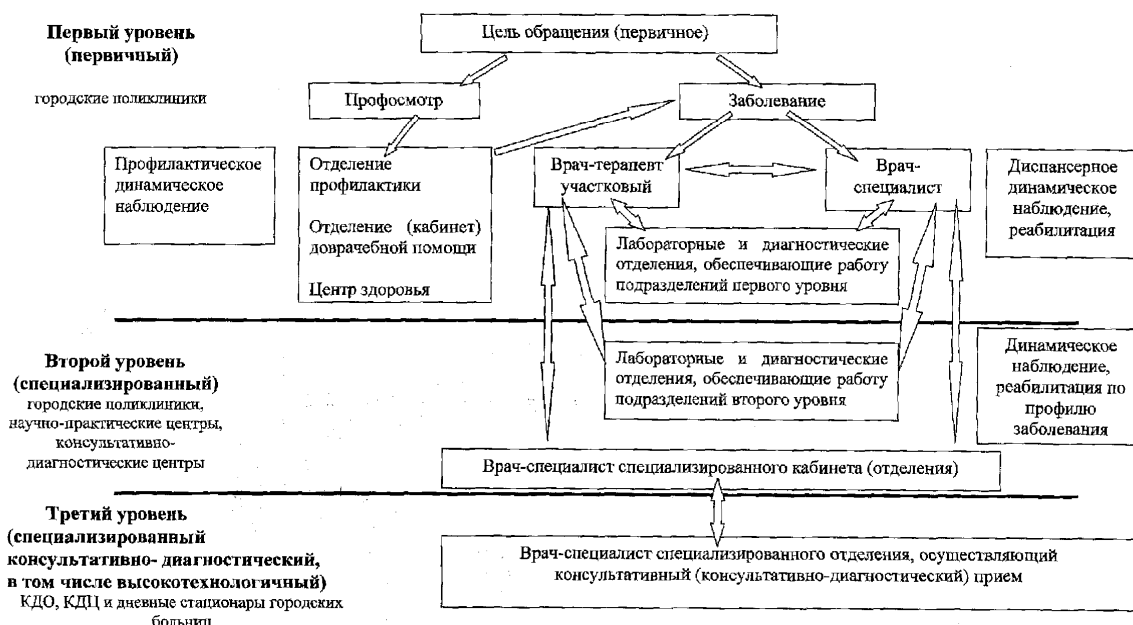 Первый уровень
(первичный)
городские поликлиники
Цель обращения (первичное)
Профосмотр
Заболевание
Профилактическое
динамическое
наблюдение
Отделение
профилактики
Отделение (кабинет)
доврачебной помощи
Центр здоровья
Врач-терапевт
участковый
Врач-
специалист
Диспансерное
динамическое
наблюдение,
реабилитация
Лабораторные и диагностические
отделения, обеспечивающие работу
подразделений первого уровня
Второй уровень
(специализированный)
городские поликлиники,
научно-практические центры,
консультативно-
диагностические центры
Лабораторные и диагностические
отделения, обеспечивающие работу
подразделений второго уровня
Динамическое
наблюдение,
реабилитация по
профилю
заболевания
Врач-специалист специализированного кабинета (отделения)
Третий уровень
(специализированный
консультативно- диагностический,
в том числе высокотехнологичный)
КДО, КДЦ и дневные стационары городских
больниц
Врач-специалист специализированного отделения, осуществляющий
консультативный (консультативно-диагностический) прием